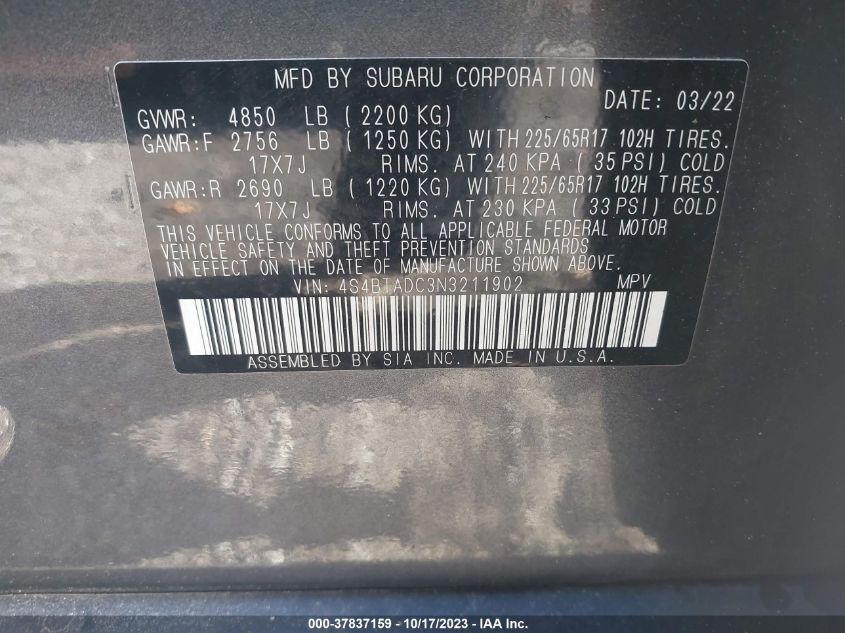 MFD BY SUBARU CORPORATION
DATE: 03/22
GVWR: 4850 LB ( 2200 KG)
GAWR:F 2756 LB ( 1250 KG) WITH 225/65R17 102H TIRES.
17X7J RIMS. AT 240 KPA ( 35 PSI) COLD
GAWR:R 2690 LB ( 1220 KG) WITH 225/65R17 102H TIRES.
17X7J RIMS. AT 230 KPA ( 33 PSI) COLD
THIS VEHICLE CONFORMS TO ALL APPLICABLE FEDERAL MOTOR
VEHICLE SAFETY AND THEFT PREVENTION STANDARDS
IN EFFECT ON THE DATE OF MANUFACTURE SHOWN ABOVE.
VIN: 4S4BTADC3N3211902 MPV
ASSEMBLED BY SIA INC. MADE IN U.S.A.
000-37837159 - 10/17/2023 - IAA Inc.